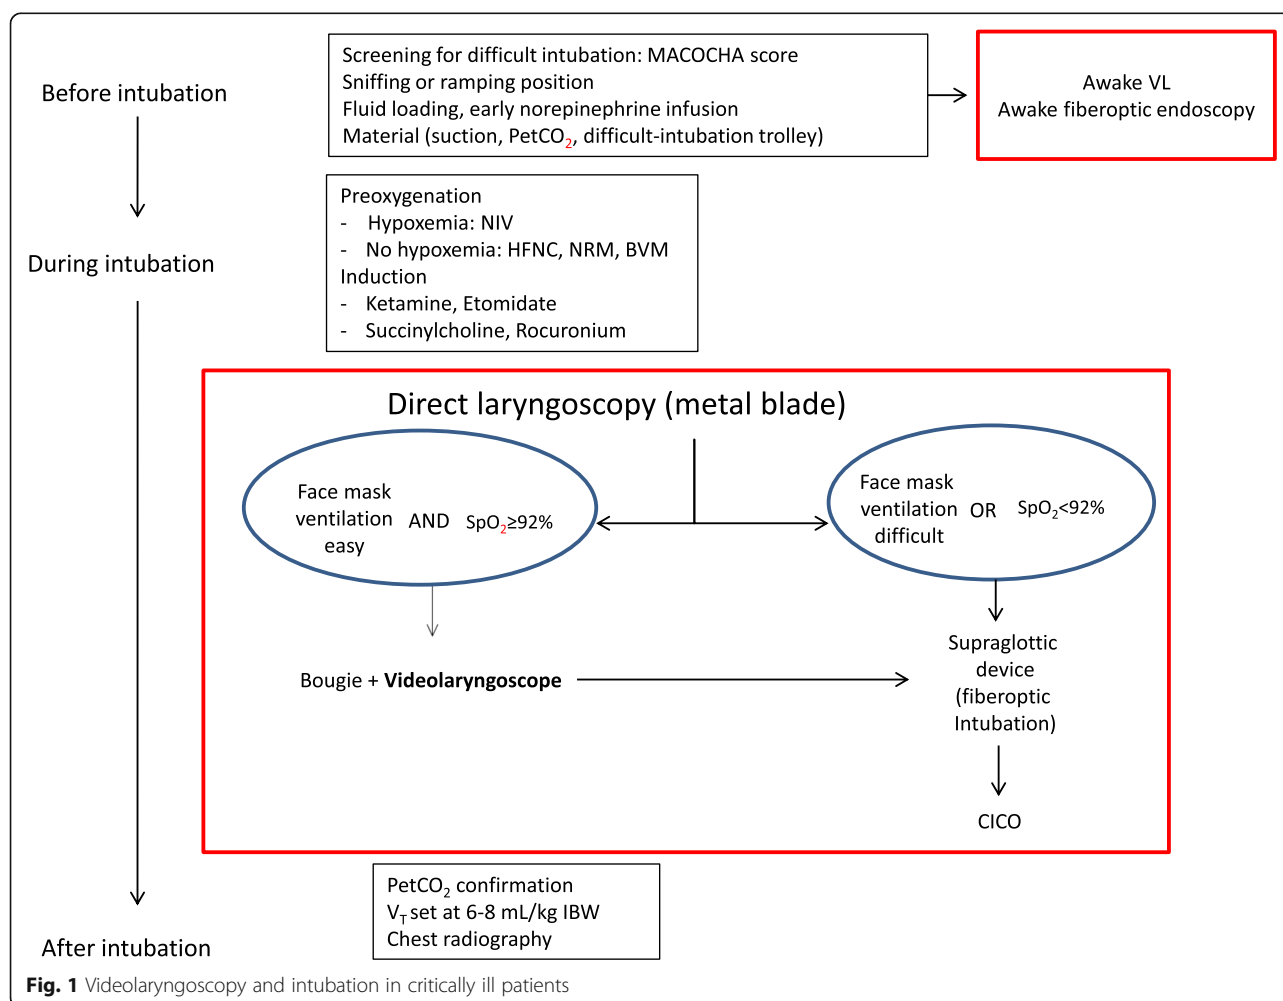 Before intubation
Screening for difficult intubation: MACOCHA score
Sniffing or ramping position
Fluid loading, early norepinephrine infusion
Material (suction, PetCO2, difficult-intubation trolley)
Awake VL
Awake fiberoptic endoscopy
During intubation
Preoxygenation
- Hypoxemia: NIV
- No hypoxemia: HFNC, NRM, BVM
Induction
- Ketamine, Etomidate
- Succinylcholine, Rocuronium
Direct laryngoscopy (metal blade)
Face mask
ventilation
easy
AND
SpO2≥92%
Face mask
ventilation
difficult
OR
SpO2<92%
Bougie + Videolaryngoscope
Supraglottic
device
(fiberoptic
Intubation)
CICO
After intubation
PetCO2 confirmation
VT set at 6-8 mL/kg IBW
Chest radiography
Fig. 1 Videolaryngoscopy and intubation in critically ill patients